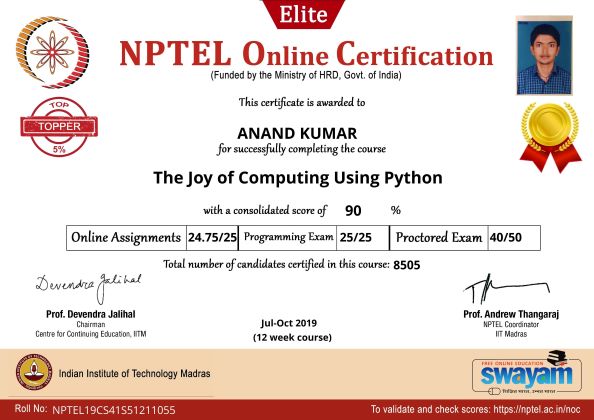 Elite
NPTEL Online Certification
(Funded by the Ministry of HRD, Govt. of India)
TOP
TOPPER
5%
This certificate is awarded to
ANAND KUMAR
for successfully completing the course
The Joy of Computing Using Python
with a consolidated score of 90 %
Online Assignments 24.75/25 Programming Exam 25/25 Proctored Exam 40/50
Total number of candidates certified in this course: 8505
Devendra Jalihal
Prof. Devendra Jalihal
Chairman
Centre for Continuing Education, IITM
Jul-Oct 2019
(12 week course)
Prof. Andrew Thangaraj
NPTEL Coordinator
IIT Madras
Indian Institute of Technology Madras
FREE ONLINE EDUCATION
swayam
शिक्षित भारत, उन्नत भारत
Roll No: NPTEL19CS41S51211055
To validate and check scores: https://nptel.ac.in/noc